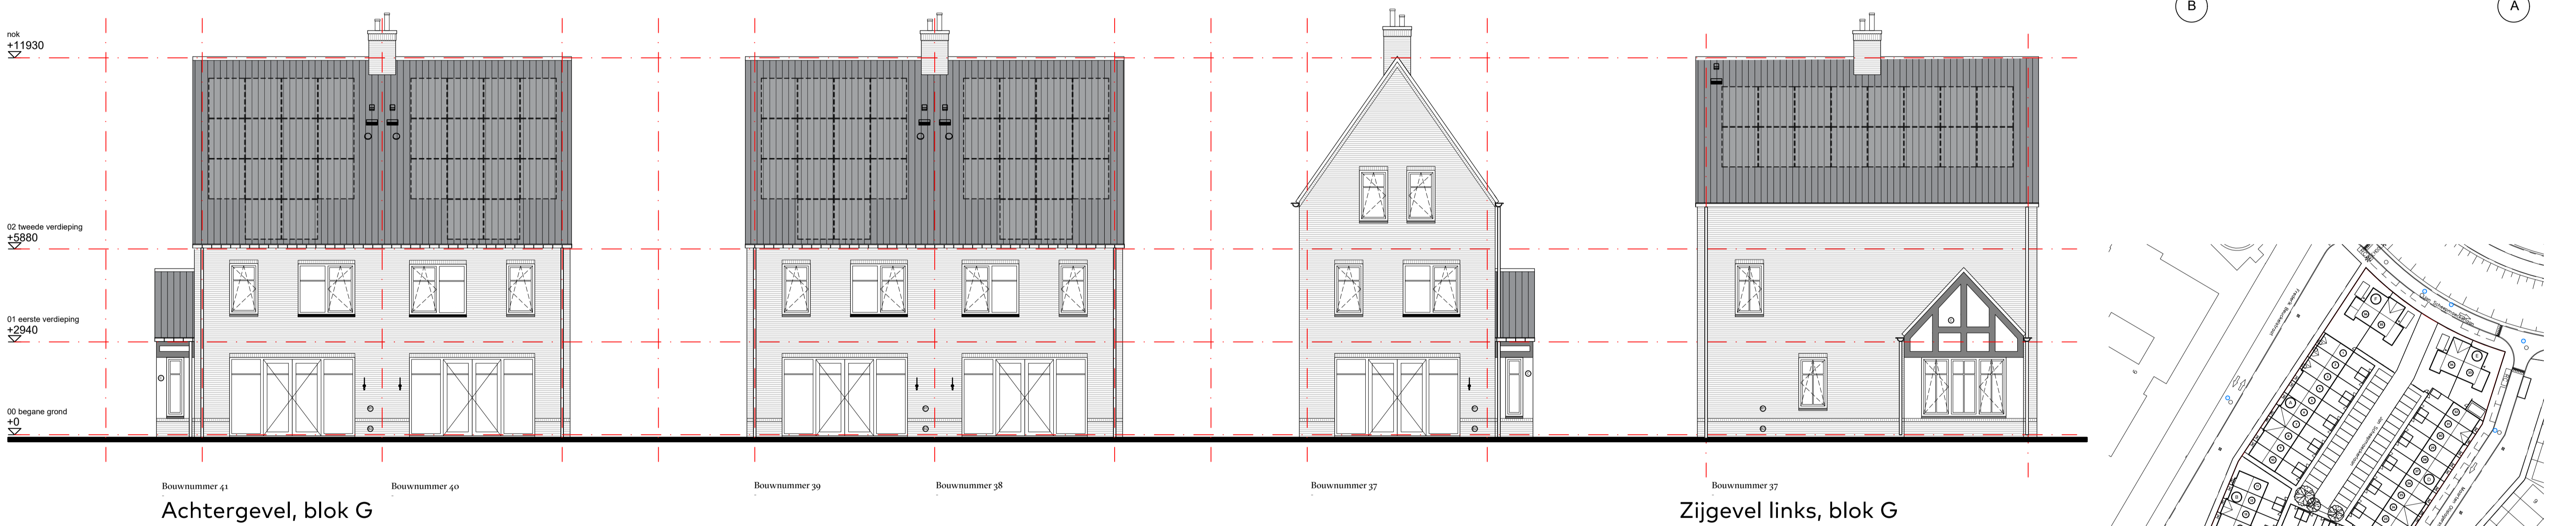 B
A
nok
+11930
02 tweede verdieping
+5880
01 eerste verdieping
+2940
00 begane grond
+0
Bouwnummer 41
Bouwnummer 40
Bouwnummer 39
Bouwnummer 38
Bouwnummer 37
Bouwnummer 37
Achtergevel, blok G
Zijgevel links, blok G